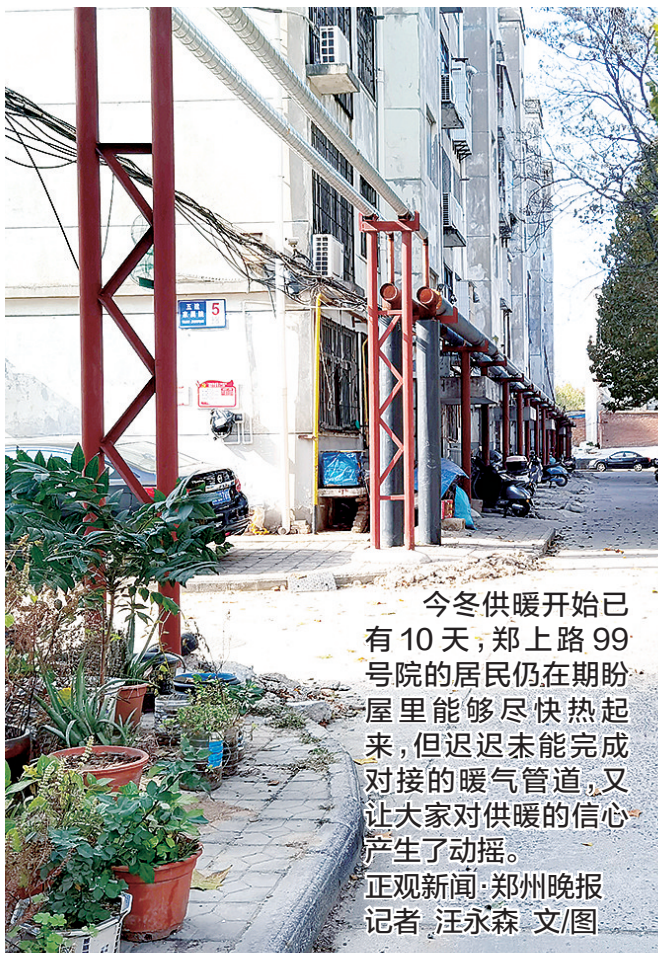 5
今冬供暖开始已
有10天，郑上路99
号院的居民仍在期盼
屋里能够尽快热起
来，但迟迟未能完成
对接的暖气管道，又
让大家对供暖的信心
产生了动摇。
正观新闻·郑州晚报
记者 汪永森 文/图